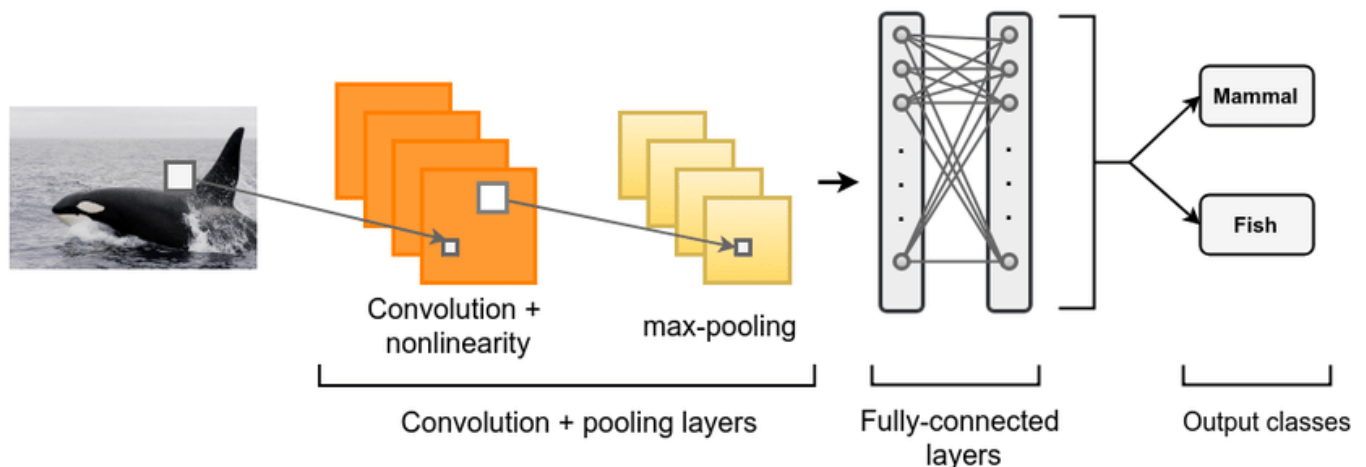 Convolution +
nonlinearity
max-pooling
Convolution + pooling layers
Fully-connected
layers
Mammal
Fish
Output classes